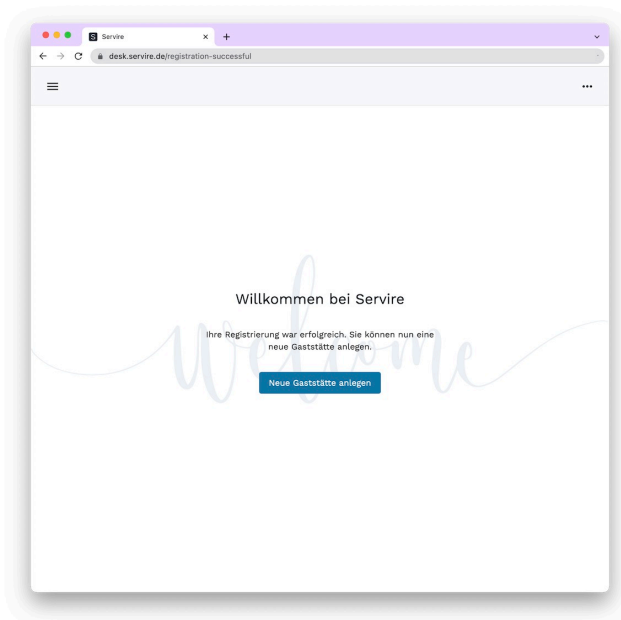 S Servire
desk.servire.de/registration-successful
welcome
Willkommen bei Servire
Ihre Registrierung war erfolgreich. Sie können nun eine
neue Gaststätte anlegen.
Neue Gaststätte anlegen